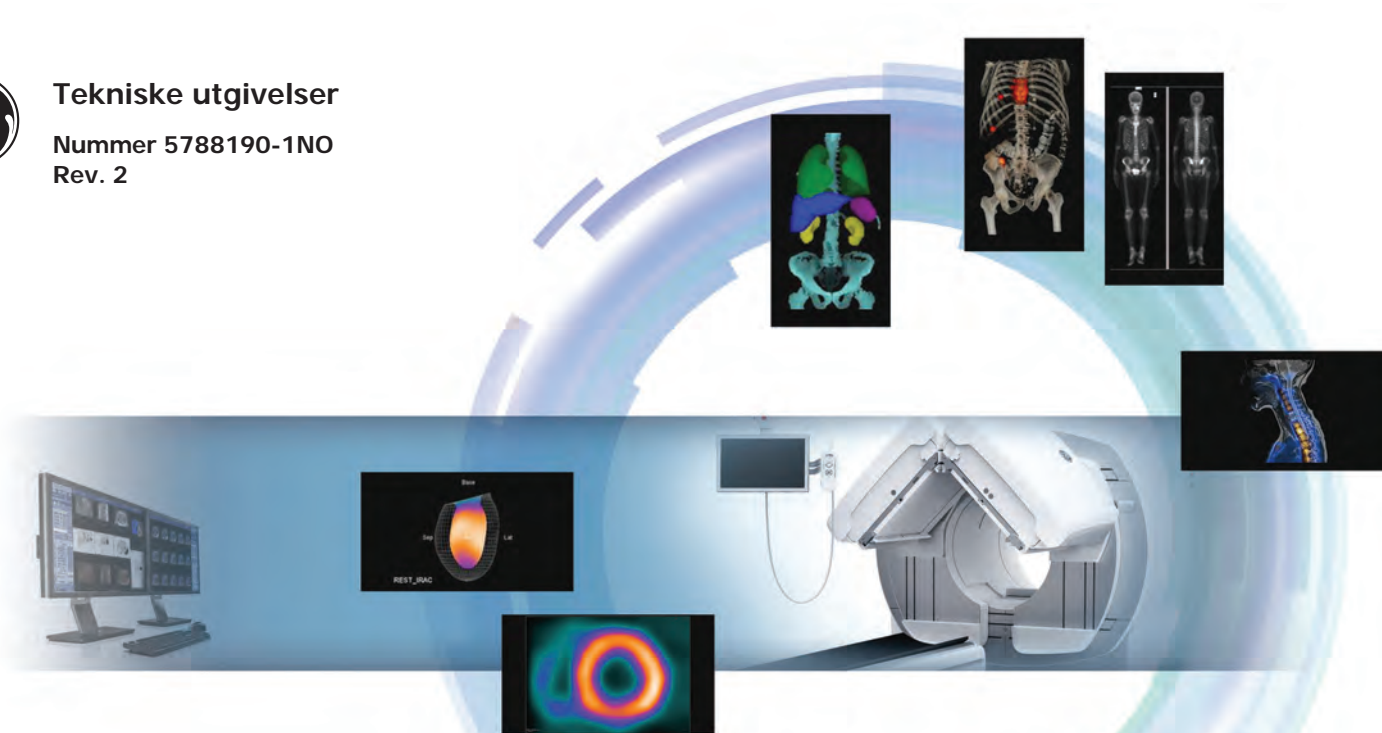 Tekniske utgivelser
Nummer 5788190-1NO
Rev. 2
Base
Sep
Lat
REST_IRAC